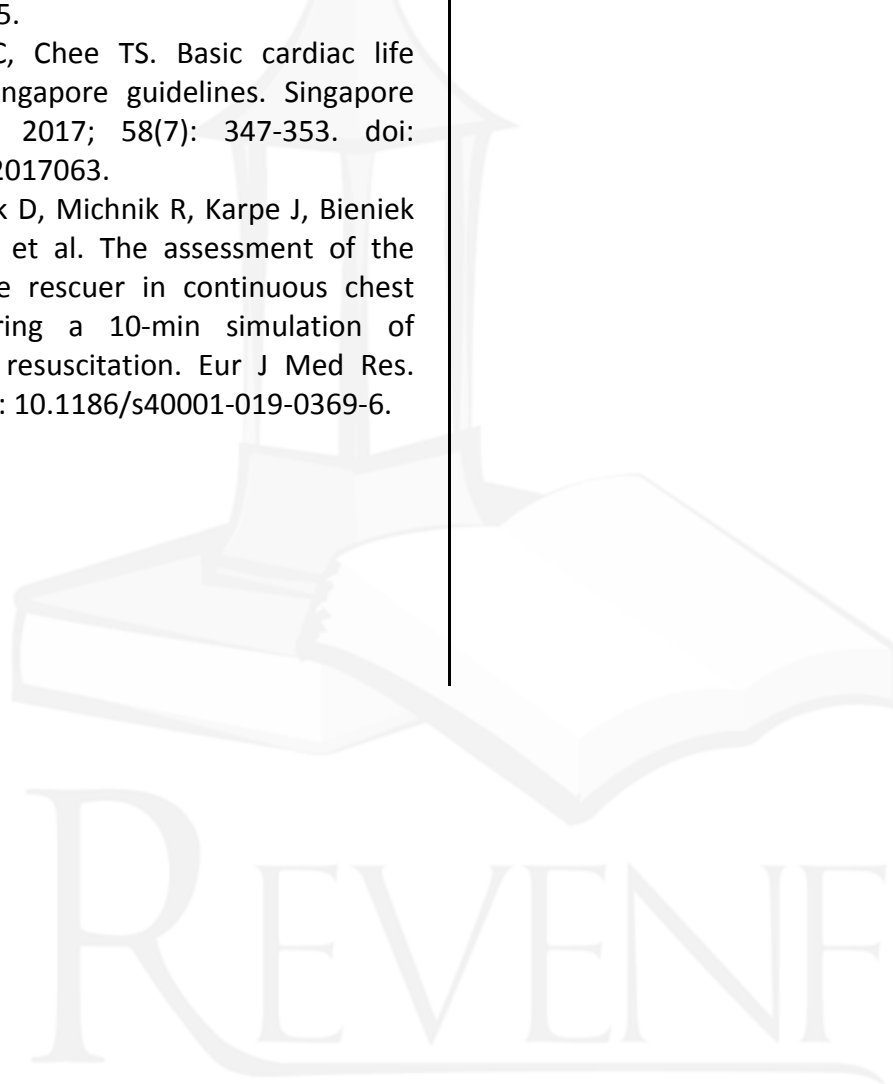 5.
C, Chee TS. Basic cardiac life
ngapore guidelines. Singapore
2017; 58(7): 347-353. doi:
2017063.
k D, Michnik R, Karpe J, Bieniek
et al. The assessment of the
e rescuer in continuous chest
ring a 10-min simulation of
resuscitation. Eur J Med Res.
: 10.1186/s40001-019-0369-6.
REVENF